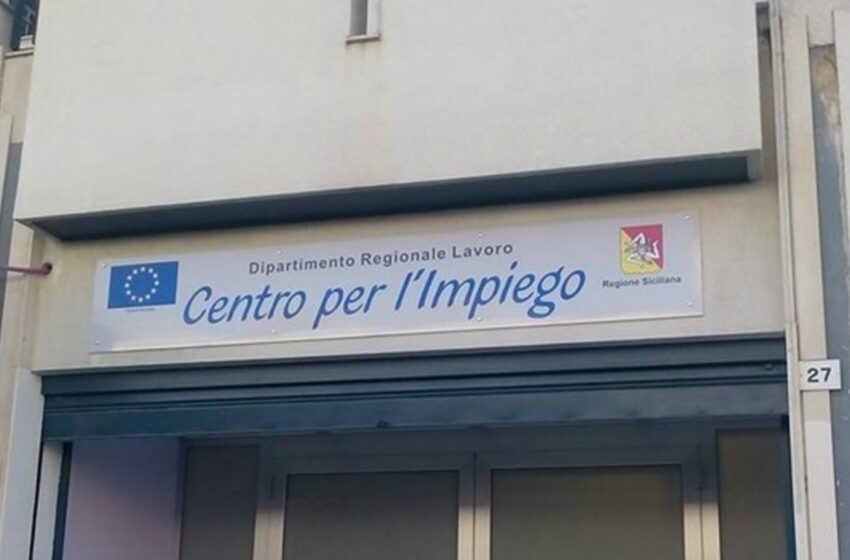 Dipartimento Regionale Lavoro
Centro per l'Impiego
Regione Siciliana
27